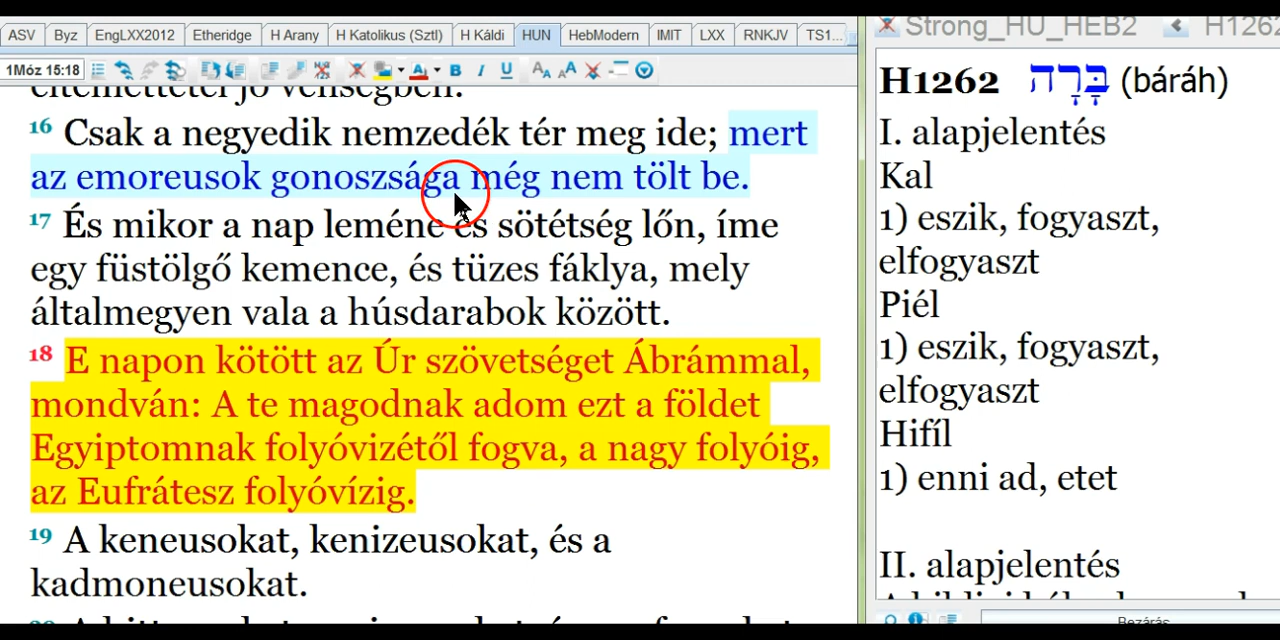 ASV Byz EngLXX2012 Etheridge H Arany H Katolikus (Sztl) H Káldi HUN HebModern IMIT LXX RNKJV TS1...
1Móz 15:18
16 Csak a negyedik nemzedék tér meg ide; mert
az emoreusok gonoszsága még nem tölt be.
17 És mikor a nap leméne és sötétség lőn, íme
egy füstölgő kemence, és tüzes fáklya, mely
általmegyen vala a húsdarabok között.
18 E napon kötött az Úr szövetséget Ábrámmal,
mondván: A te magodnak adom ezt a földet
Egyiptomnak folyóvizétől fogva, a nagy folyóig,
az Eufrátesz folyóvízig.
19 A keneusokat, kenizeusokat, és a
kadmoneusokat.
Strong_HU_HEB2 H1262
H1262 בָּרָה (báráh)
I. alapjelentés
Kal
1) eszik, fogyaszt,
elfogyaszt
Piél
1) eszik, fogyaszt,
elfogyaszt
Hifíl
1) enni ad, etet
II. alapjelentés
Bezárás